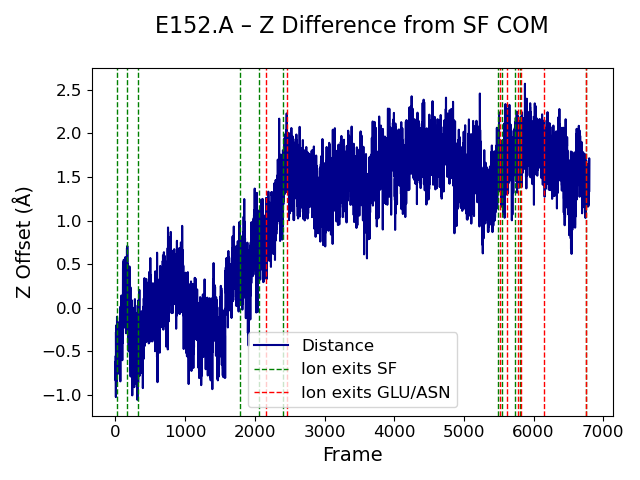 E152.A – Z Difference from SF COM
Z Offset (Å)
2.5
2.0
1.5
1.0
0.5
0.0
−0.5
−1.0
Distance
Ion exits SF
Ion exits GLU/ASN
0 1000 2000 3000 4000 5000 6000 7000
Frame